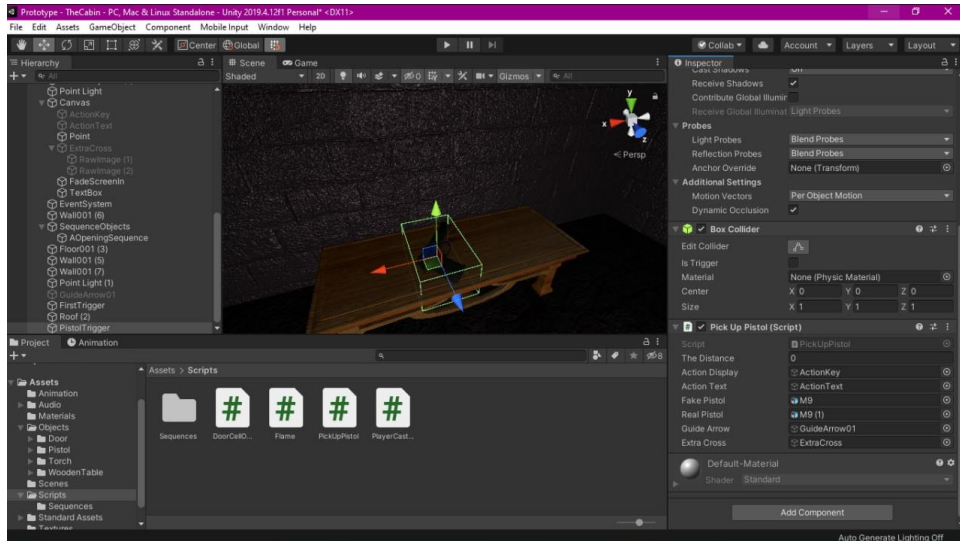 Prototype - TheCabin - PC, Mac & Linux Standalone - Unity 2019.4.12f1 Personal* <DX11>
File Edit Assets GameObject Component Mobile Input Window Help
Center Global Collab Account Layers Layout
Hierarchy
All
Point Light
Canvas
ActionKey
ActionText
Point
ExtraCross
RawImage (1)
RawImage (2)
FadeScreenIn
TextBox
EventSystem
Wall001 (6)
SequenceObjects
AOpeningSequence
Floor001 (3)
Wall001 (5)
Wall001 (7)
Point Light (1)
GuideArrow01
FirstTrigger
Roof (2)
PistolTrigger
Scene Game
Shaded 2D 0 Gizmos All
y
x
z
Persp
Project Animation
8
Assets
Animation
Audio
Materials
Objects
Door
Pistol
Torch
WoodenTable
Scenes
Scripts
Sequences
Standard Assets
Textures
Assets > Scripts
Sequences DoorCellO... Flame PickUpPistol PlayerCast...
Inspector
Cast Shadows On
Receive Shadows
Contribute Global Illumir
Receive Global Illuminat Light Probes
Probes
Light Probes Blend Probes
Reflection Probes Blend Probes
Anchor Override None (Transform)
Additional Settings
Motion Vectors Per Object Motion
Dynamic Occlusion
Box Collider
Edit Collider
Is Trigger
Material None (Physic Material)
Center X 0 Y 0 Z 0
Size X 1 Y 1 Z 1
# Pick Up Pistol (Script)
Script PickUpPistol
The Distance 0
Action Display ActionKey
Action Text ActionText
Fake Pistol M9
Real Pistol M9 (1)
Guide Arrow GuideArrow01
Extra Cross ExtraCross
Default-Material
Shader Standard
Add Component
Auto Generate Lighting Off